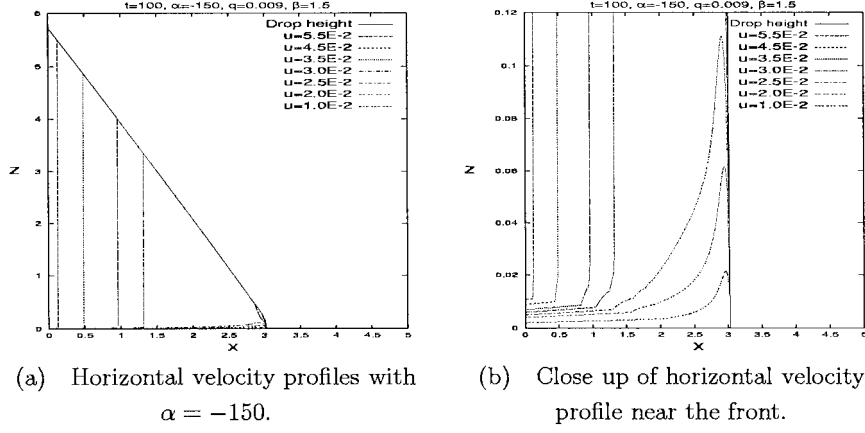 t=100, α=-150, q=0.009, β=1.5
Drop height
u=5.5E-2
u=4.5E-2
u=3.5E-2
u=3.0E-2
u=2.5E-2
u=2.0E-2
u=1.0E-2
6
5
4
3
2
1
0
N
0
0.5
1
1.5
2
2.5
3
3.5
4
4.5
5
X
(a) Horizontal velocity profiles with
α = −150.
t=100, α=-150, q=0.009, β=1.5
Drop height
u=5.5E-2
u=4.5E-2
u=3.5E-2
u=3.0E-2
u=2.5E-2
u=2.0E-2
u=1.0E-2
0.12
0.1
0.08
0.06
0.04
0.02
0
N
0
0.5
1
1.5
2
2.5
3
3.5
4
4.5
5
X
(b) Close up of horizontal velocity
profile near the front.